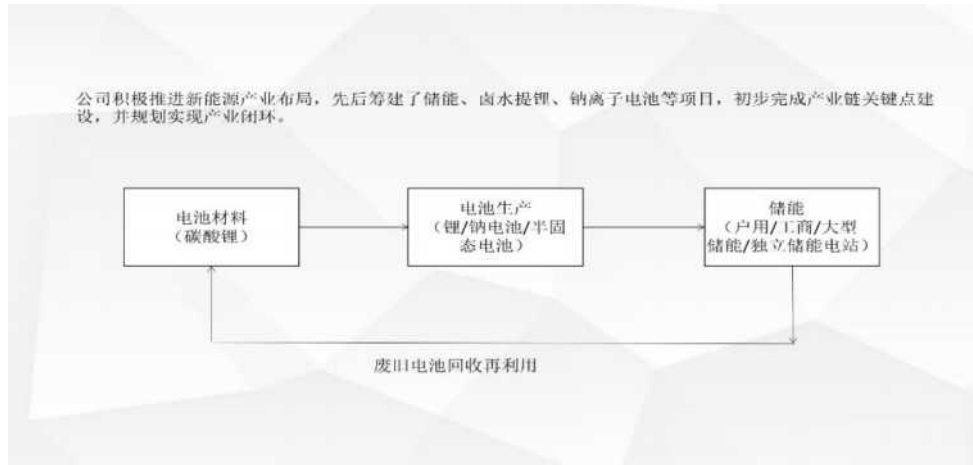 公司积极推进新能源产业布局，先后筹建了储能、卤水提锂、钠离子电池等项目，初步完成产业链关键点建
设，并规划实现产业闭环。
电池材料
（碳酸锂）
电池生产
（锂/钠电池/半固
态电池）
储能
（户用/工商/大型
储能/独立储能电站）
废旧电池回收再利用